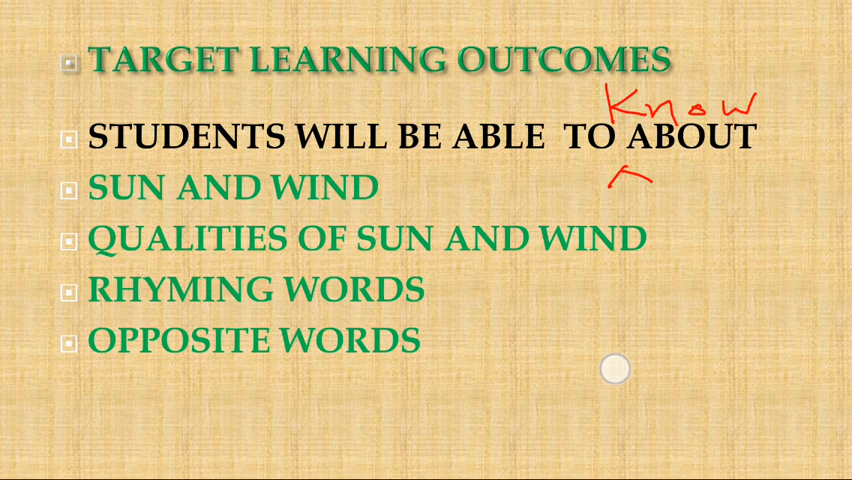 TARGET LEARNING OUTCOMES
Know
STUDENTS WILL BE ABLE TO ABOUT
SUN AND WIND
QUALITIES OF SUN AND WIND
RHYMING WORDS
OPPOSITE WORDS